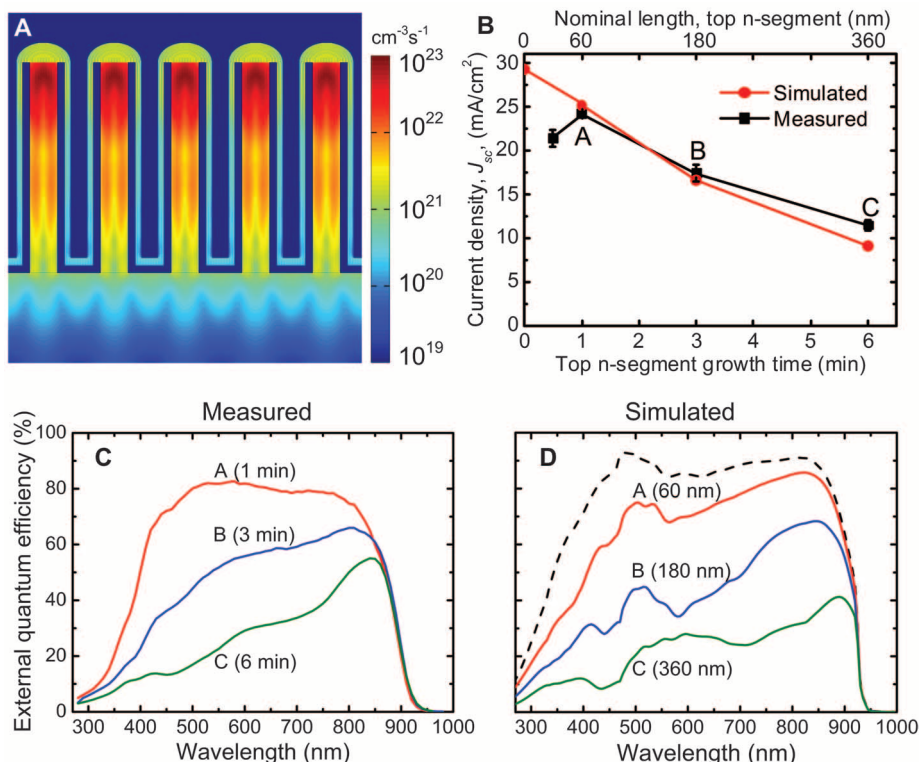 A
cm⁻³s⁻¹
10²³
10²²
10²¹
10²⁰
10¹⁹
B
Nominal length, top n-segment (nm)
0 60 180 360
30
25
20
15
10
5
0
Current density, J_sc, (mA/cm²)
Simulated
Measured
A
B
C
0 1 2 3 4 5 6
Top n-segment growth time (min)
Measured
External quantum efficiency (%)
100
80
60
40
20
0
C
A (1 min)
B (3 min)
C (6 min)
300 400 500 600 700 800 900 1000
Wavelength (nm)
Simulated
D
A (60 nm)
B (180 nm)
C (360 nm)
300 400 500 600 700 800 900 1000
Wavelength (nm)